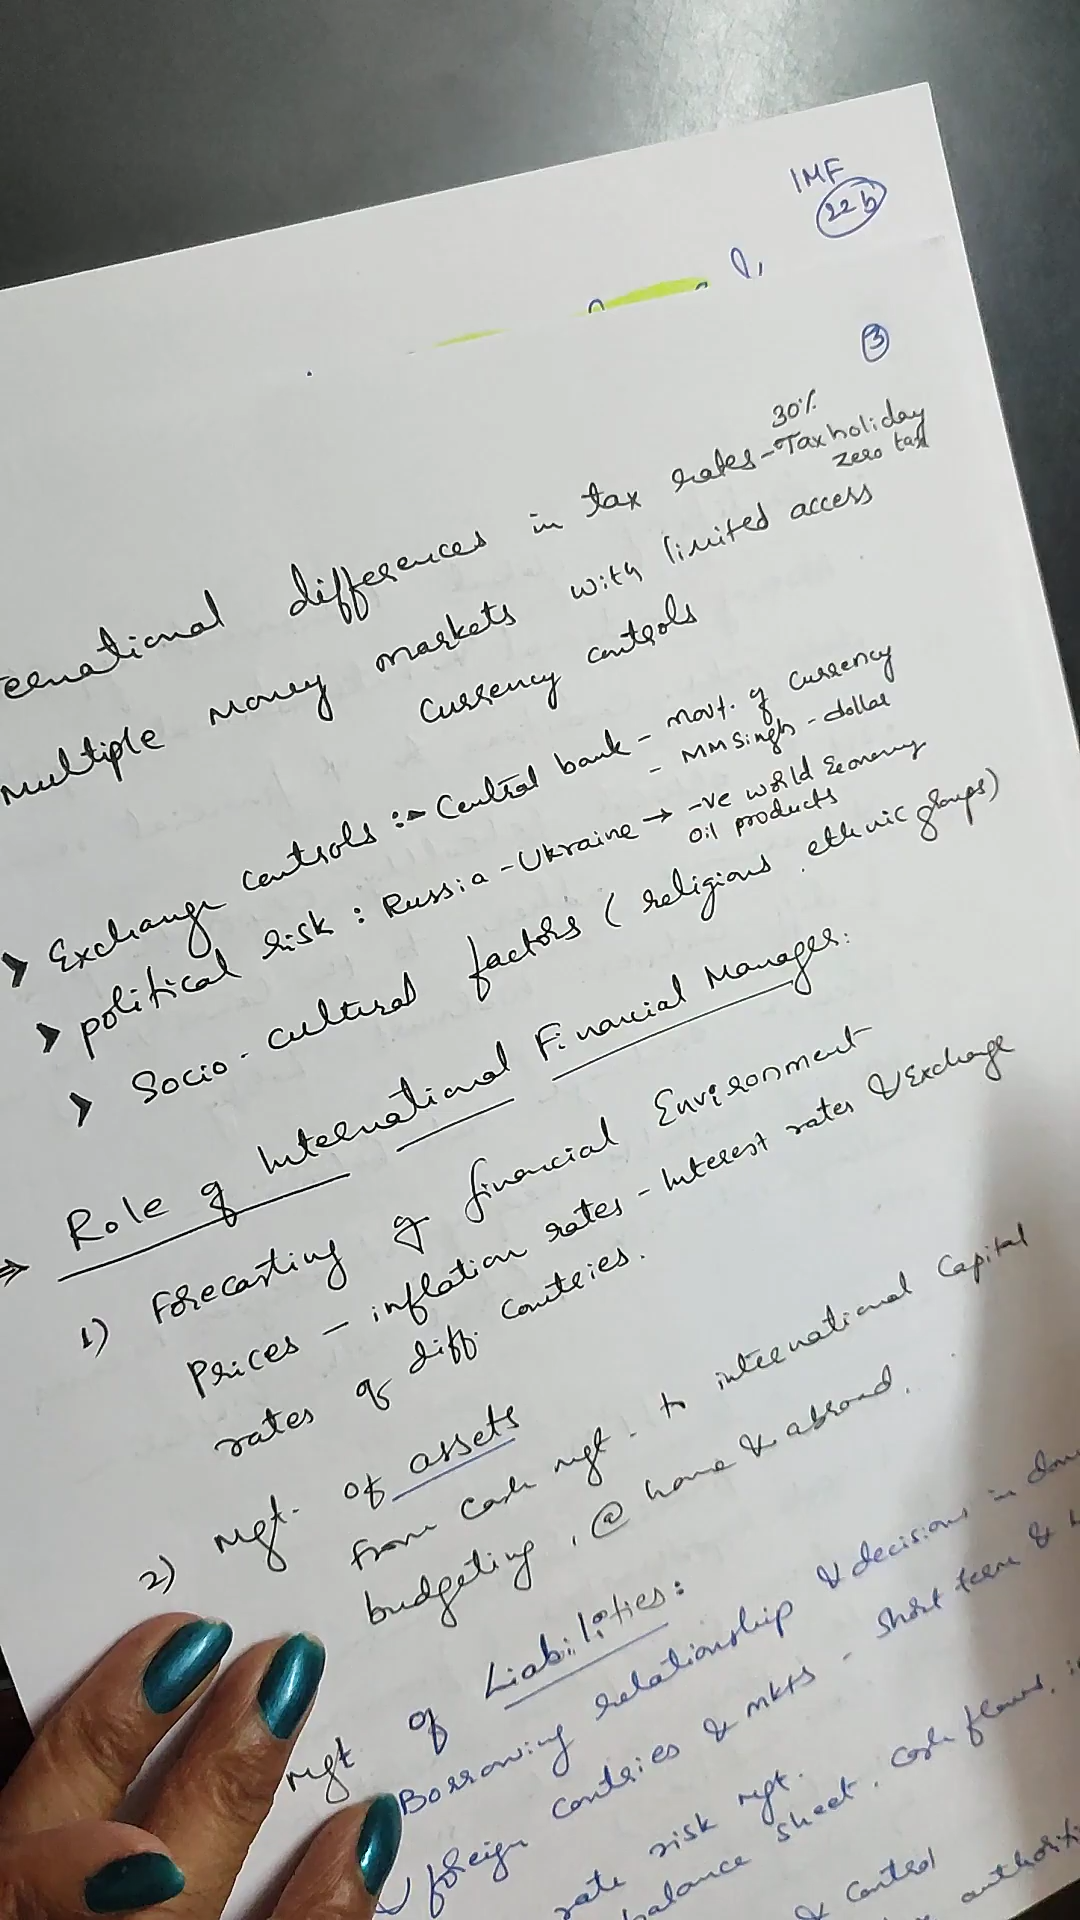 IMF
22b
3
30%
ernational differences in tax rates - Tax holiday
zero tax
Multiple Money markets with limited access
currency controls
Exchange controls :- Central bank - movt. of currency
- MM Singh - dollar
political risk : Russia - Ukraine → -ve world Economy
oil products
Socio-cultural factors (religious, ethnic groups)
⇒ Role of International Financial Manager:
1) Forecasting of financial Environment
Prices - inflation rates - Interest rates & Exchange
rates of diff. contries.
2) Mgt. of assets
From Cash mgt. to international Capital
budgeting, @ home & abroad.
Mgt of Liabilities:
Borrowing relationship & decisions in
foreign contries & mkts - short term &
rate risk mgt.
balance sheet, cash flows,
& control